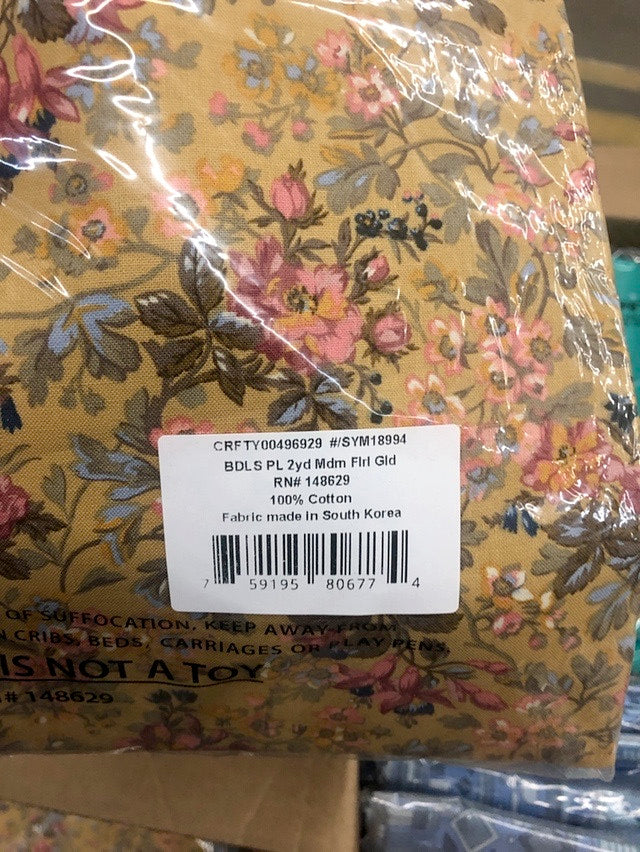 CRFTY00496929 #/SYM18994
BDLS PL 2yd Mdm Flrl Gld
RN# 148629
100% Cotton
Fabric made in South Korea
7 59195 80677 4
OF SUFFOCATION. KEEP AWAY FROM
CRIBS, BEDS, CARRIAGES OR PLAY PENS.
IS NOT A TOY
# 148629